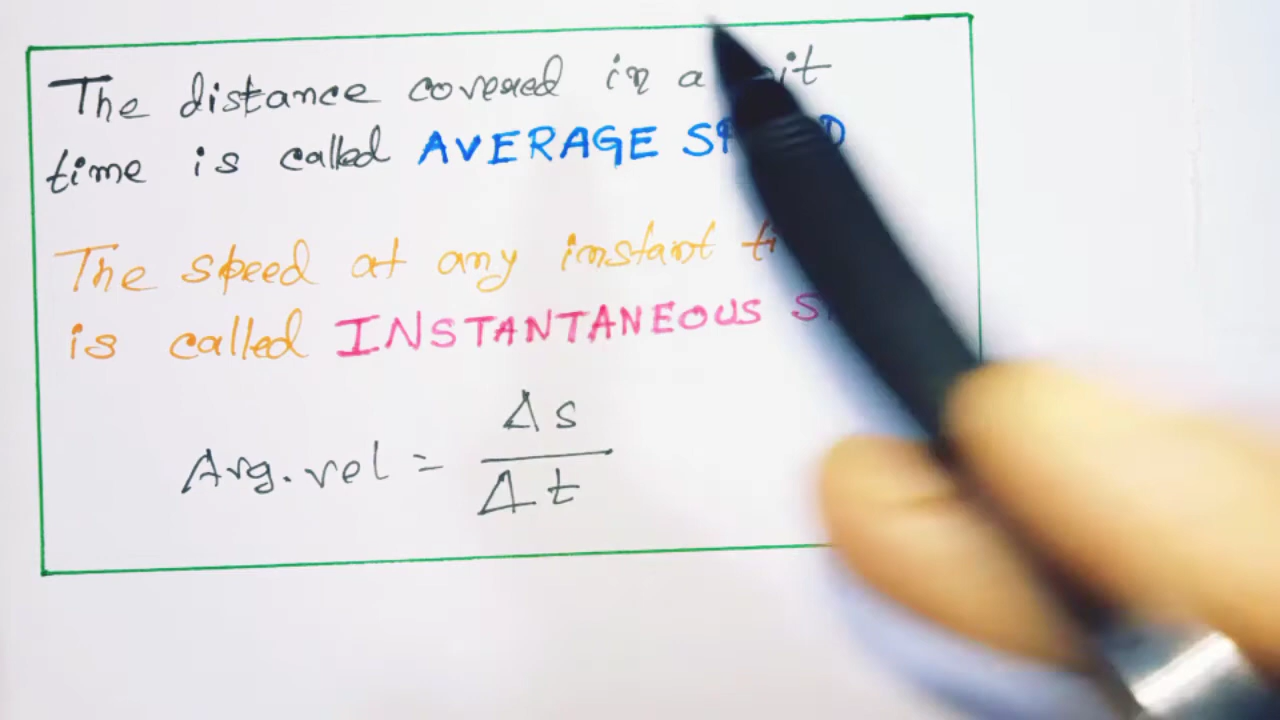 The distance covered in a
time is called AVERAGE
The speed at any instant
is called INSTANTANEOUS
Avg. vel = Δs / Δt